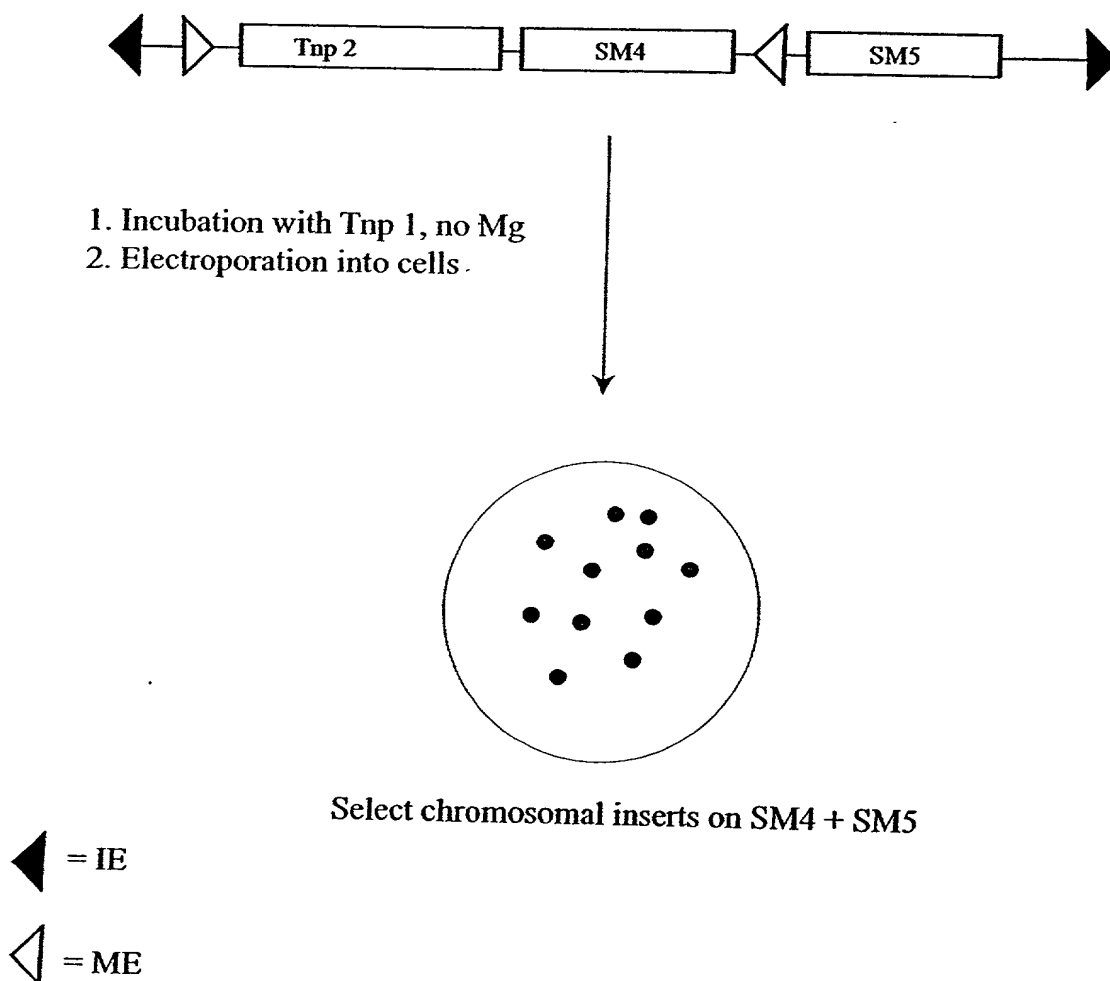 Tnp 2
SM4
SM5
1. Incubation with Tnp 1, no Mg
2. Electroporation into cells
Select chromosomal inserts on SM4 + SM5
= IE
= ME